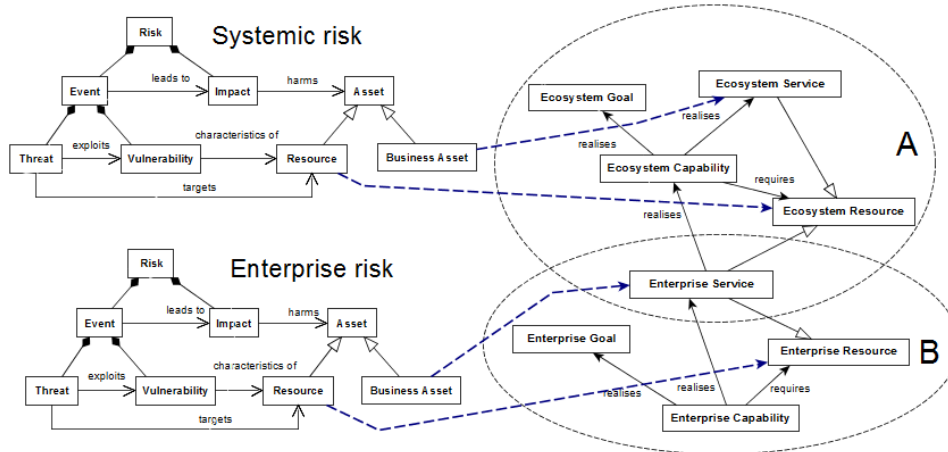 Risk
Systemic risk
leads to
harms
Event
Impact
Asset
exploits
characteristics of
Threat
Vulnerability
Resource
Business Asset
targets
Ecosystem Service
Ecosystem Goal
realises
realises
A
Ecosystem Capability
requires
realises
Ecosystem Resource
Risk
Enterprise risk
leads to
harms
Event
Impact
Asset
exploits
characteristics of
Threat
Vulnerability
Resource
Business Asset
targets
Enterprise Service
Enterprise Goal
Enterprise Resource
B
realises
realises
requires
Enterprise Capability